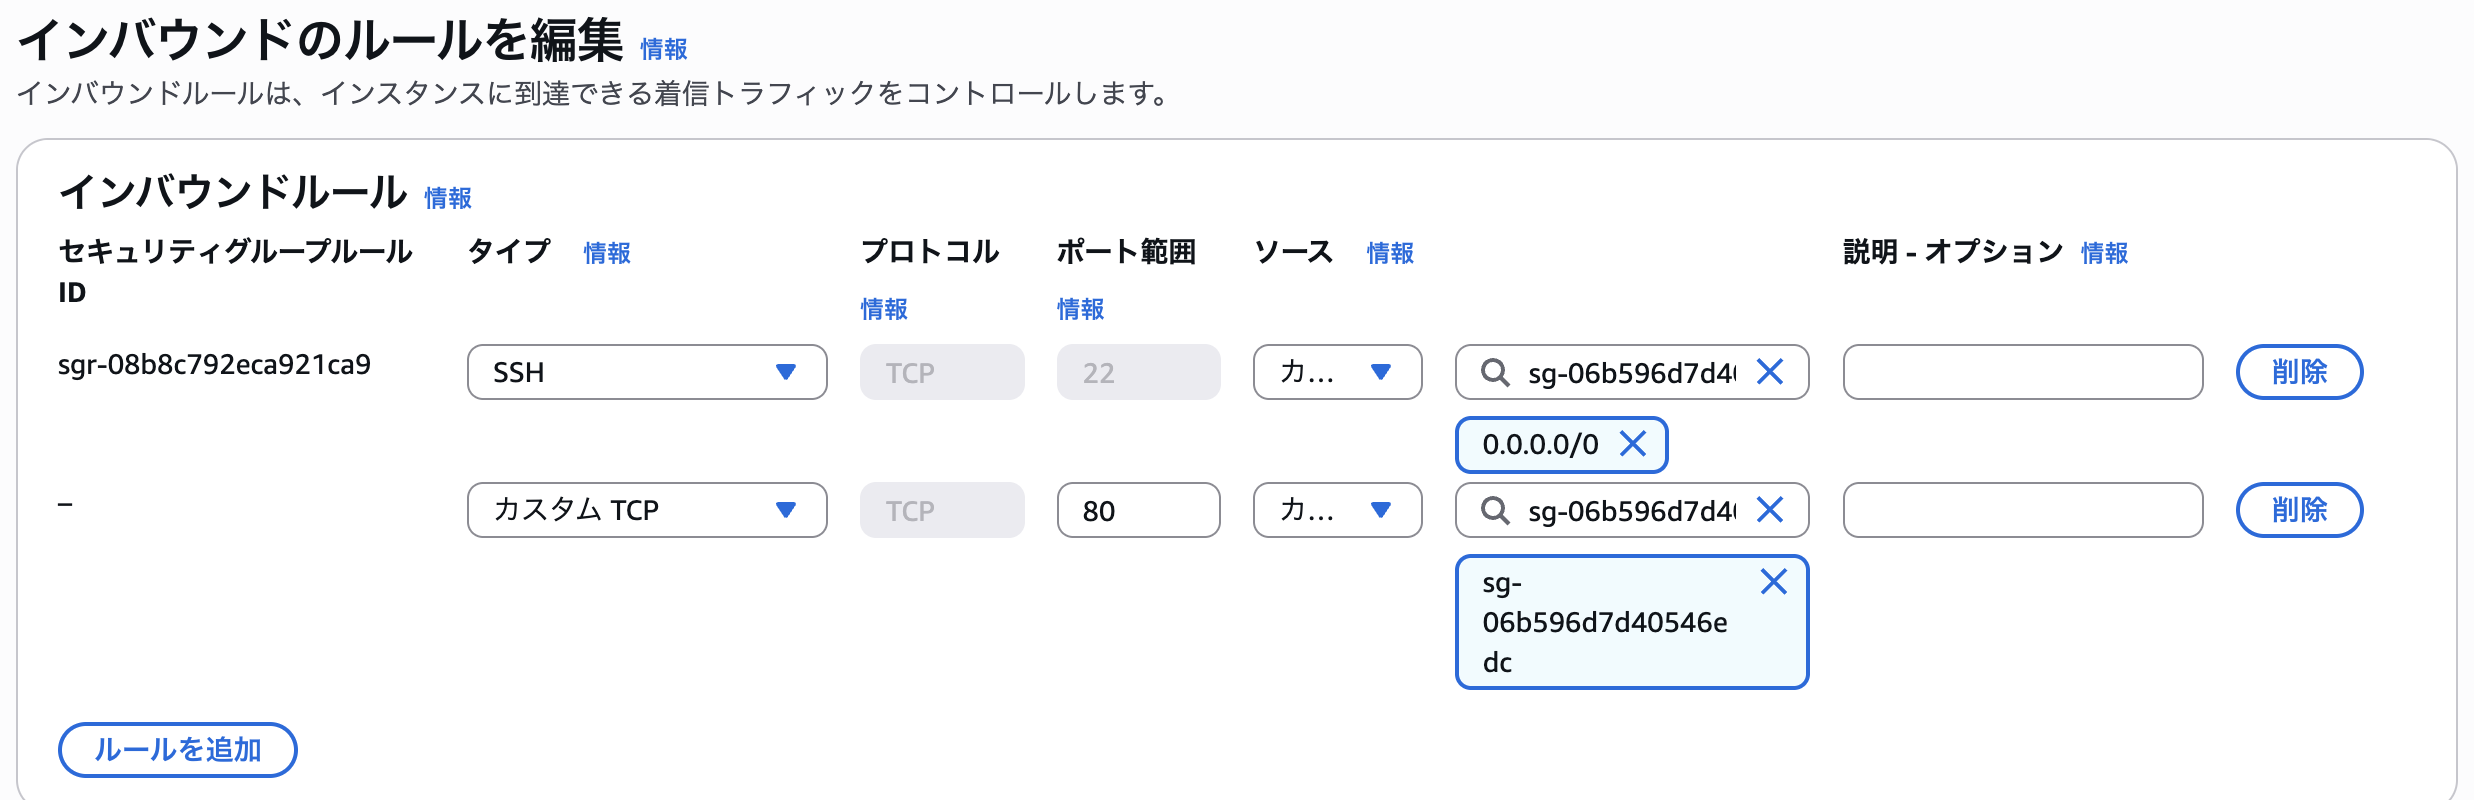 インバウンドのルールを編集 情報
インバウンドルールは、インスタンスに到達できる着信トラフィックをコントロールします。
インバウンドルール 情報
セキュリティグループルール ID
タイプ 情報
プロトコル 情報
ポート範囲 情報
ソース 情報
説明 - オプション 情報
sgr-08b8c792eca921ca9
SSH
TCP
22
カ...
sg-06b596d7d4
削除
0.0.0.0/0
–
カスタム TCP
TCP
80
カ...
sg-06b596d7d4
削除
sg-
06b596d7d40546e
dc
ルールを追加